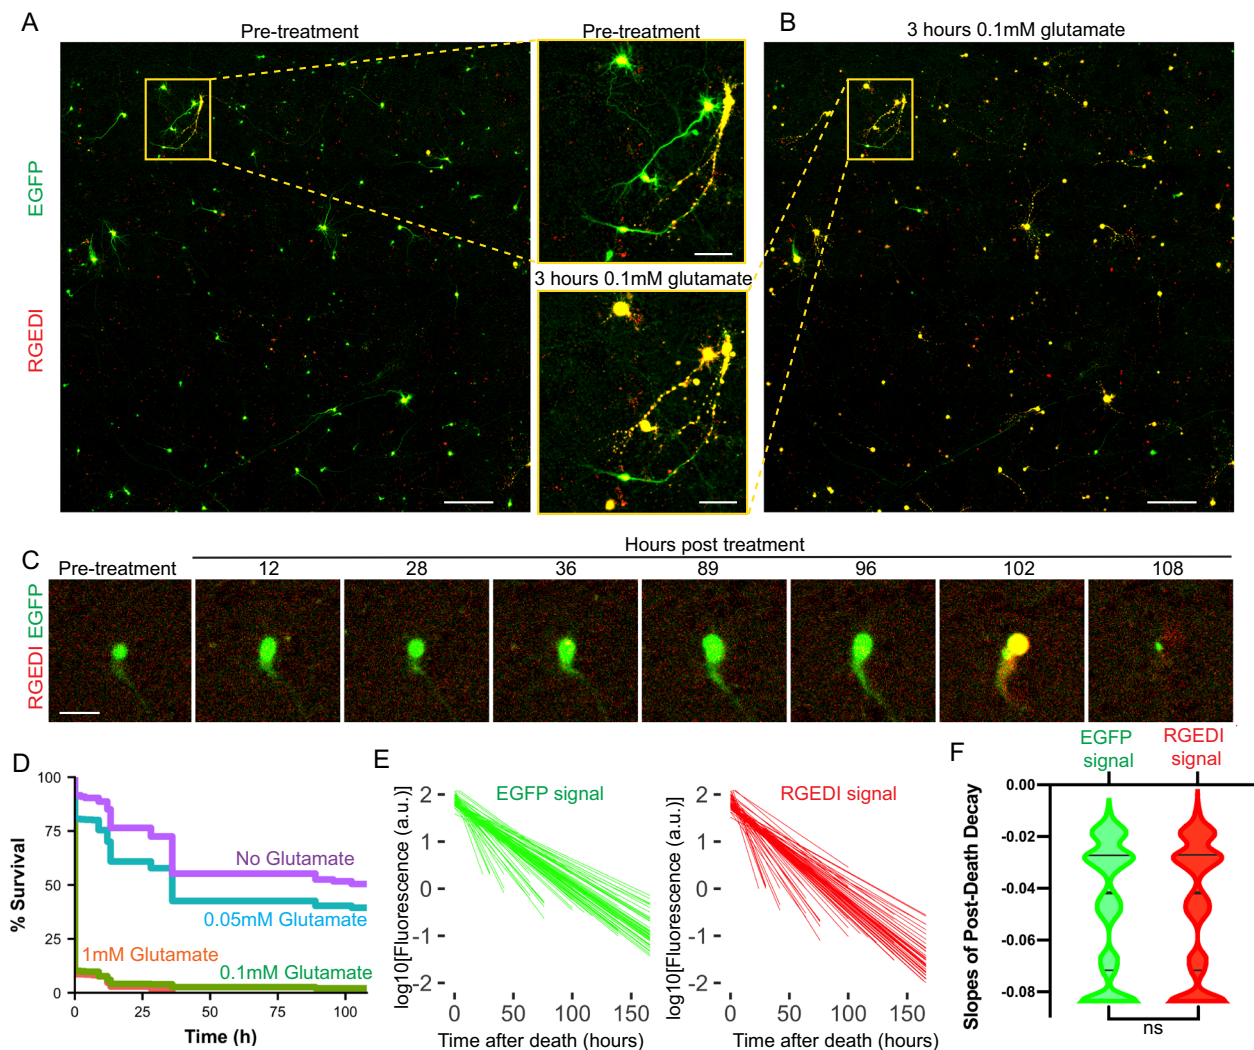 A
Pre-treatment
Pre-treatment
B
3 hours 0.1mM glutamate
EGFP
RGEDI
3 hours 0.1mM glutamate
C
Hours post treatment
Pre-treatment
12
28
36
89
96
102
108
RGEDI EGFP
D
100
75
50
25
0
% Survival
No Glutamate
0.05mM Glutamate
1mM Glutamate
0.1mM Glutamate
0
25
50
75
100
Time (h)
E
EGFP signal
log10[Fluorescence (a.u.)]
2
1
0
-1
-2
0
50
100
150
Time after death (hours)
RGEDI signal
log10[Fluorescence (a.u.)]
2
1
0
-1
-2
0
50
100
150
Time after death (hours)
F
EGFP
signal
RGEDI
signal
Slopes of Post-Death Decay
0.00
-0.02
-0.04
-0.06
-0.08
ns